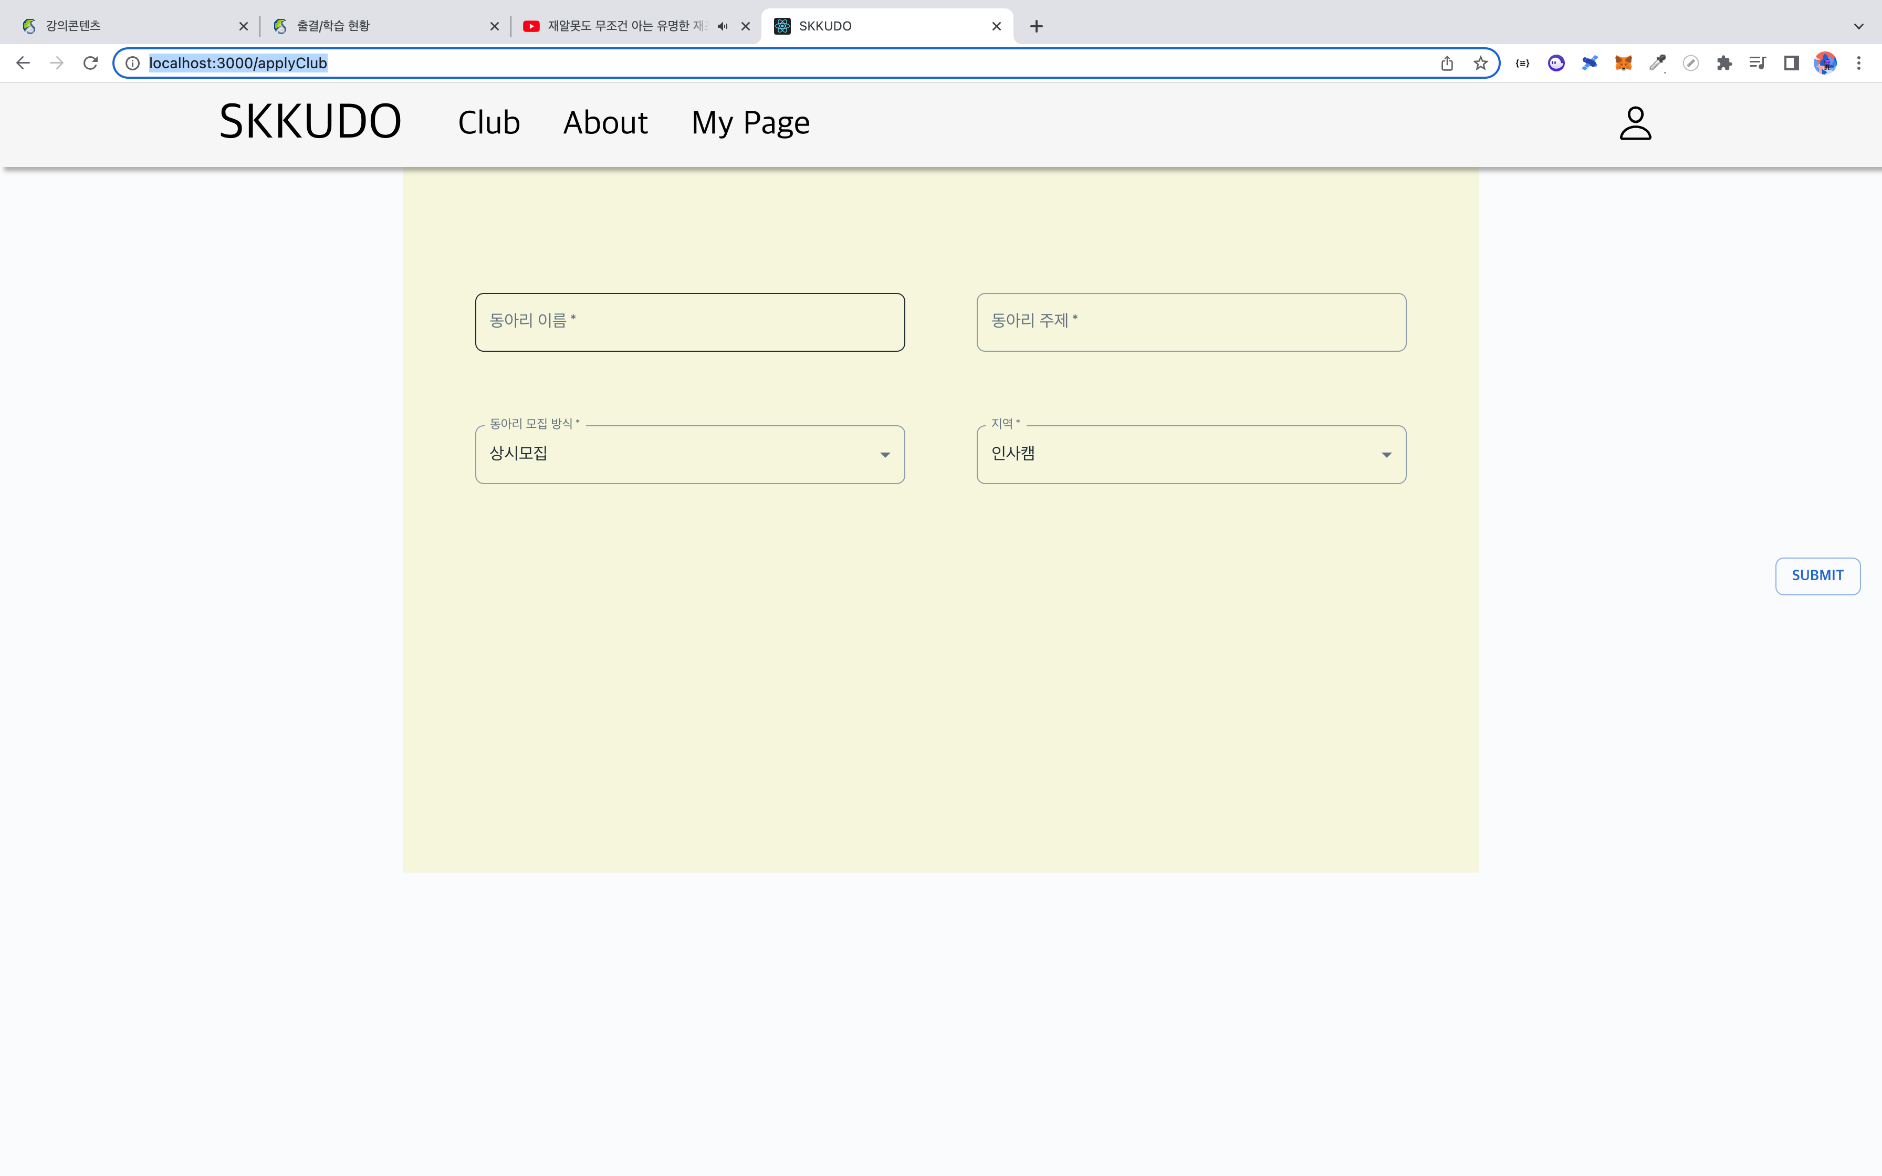 강의콘텐츠
출결/학습 현황
재알못도 무조건 아는 유명한 재
SKKUDO
localhost:3000/applyClub
SKKUDO Club About My Page
동아리 이름 *
동아리 주제 *
동아리 모집 방식 *
상시모집
지역 *
인사캠
SUBMIT